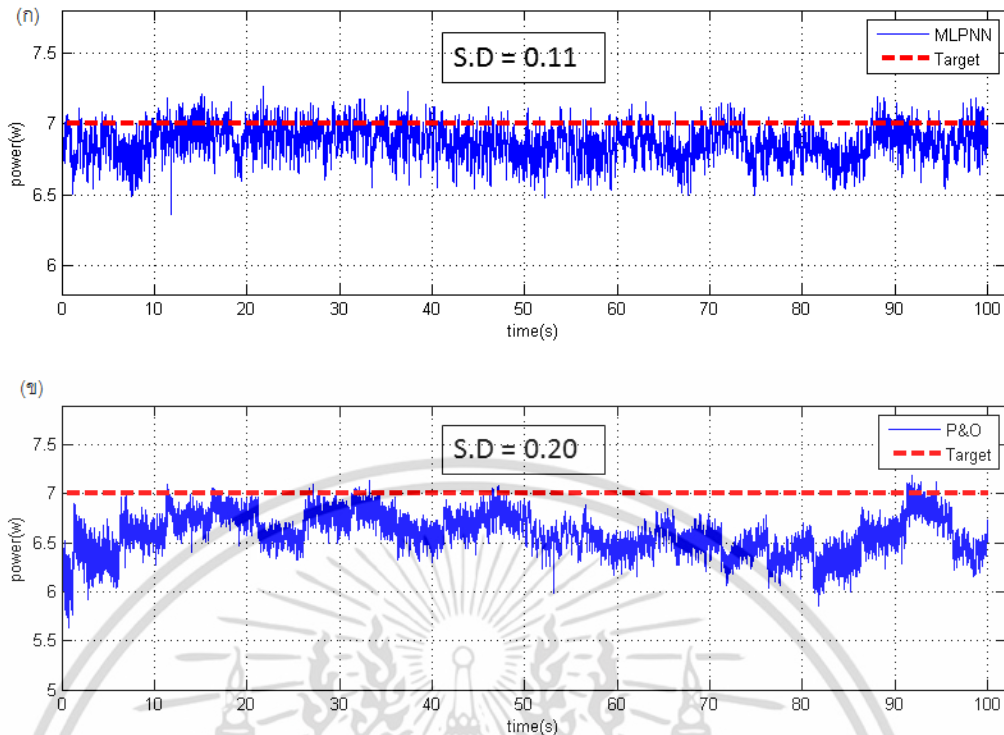 (ก)
S.D = 0.11
MLPNN
Target
7.5
7
6.5
6
power(w)
0 10 20 30 40 50 60 70 80 90 100
time(s)
(ข)
S.D = 0.20
P&O
Target
7.5
7
6.5
6
5.5
5
power(w)
0 10 20 30 40 50 60 70 80 90 100
time(s)